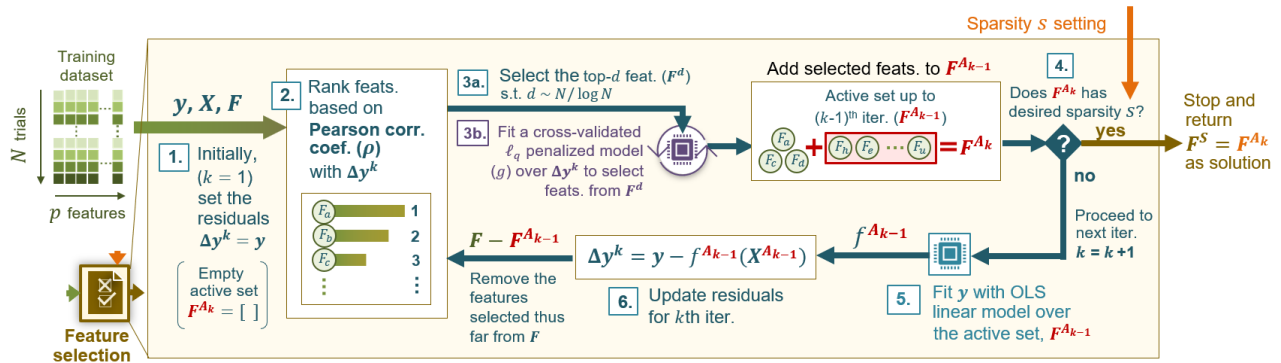 Training
dataset
N trials
p features
Feature
selection
y, X, F
1.
Initially,
(k = 1)
set the
residuals
Δy^k = y
Empty
active set
F^{A_k} = [ ]
2.
Rank feats.
based on
Pearson corr.
coef. (ρ)
with Δy^k
F_a 1
F_b 2
F_c 3
⋮ ⋮
3a.
Select the top-d feat. (F^d)
s.t. d ~ N/ log N
3b.
Fit a cross-validated
ℓ_q penalized model
(g) over Δy^k to select
feats. from F^d
Add selected feats. to F^{A_{k-1}}
Active set up to
(k-1)^th iter. (F^{A_{k-1}})
F_a
F_c F_d
+ F_h F_e ⋯ F_u = F^{A_k}
Sparsity s setting
4.
Does F^{A_k} has
desired sparsity S?
?
yes
no
Stop and
return
F^S = F^{A_k}
as solution
Proceed to
next iter.
k = k +1
5.
Fit y with OLS
linear model over
the active set, F^{A_{k-1}}
f^{A_{k-1}}
Δy^k = y − f^{A_{k-1}}(X^{A_{k-1}})
6.
Update residuals
for kth iter.
F − F^{A_{k-1}}
Remove the
features
selected thus
far from F